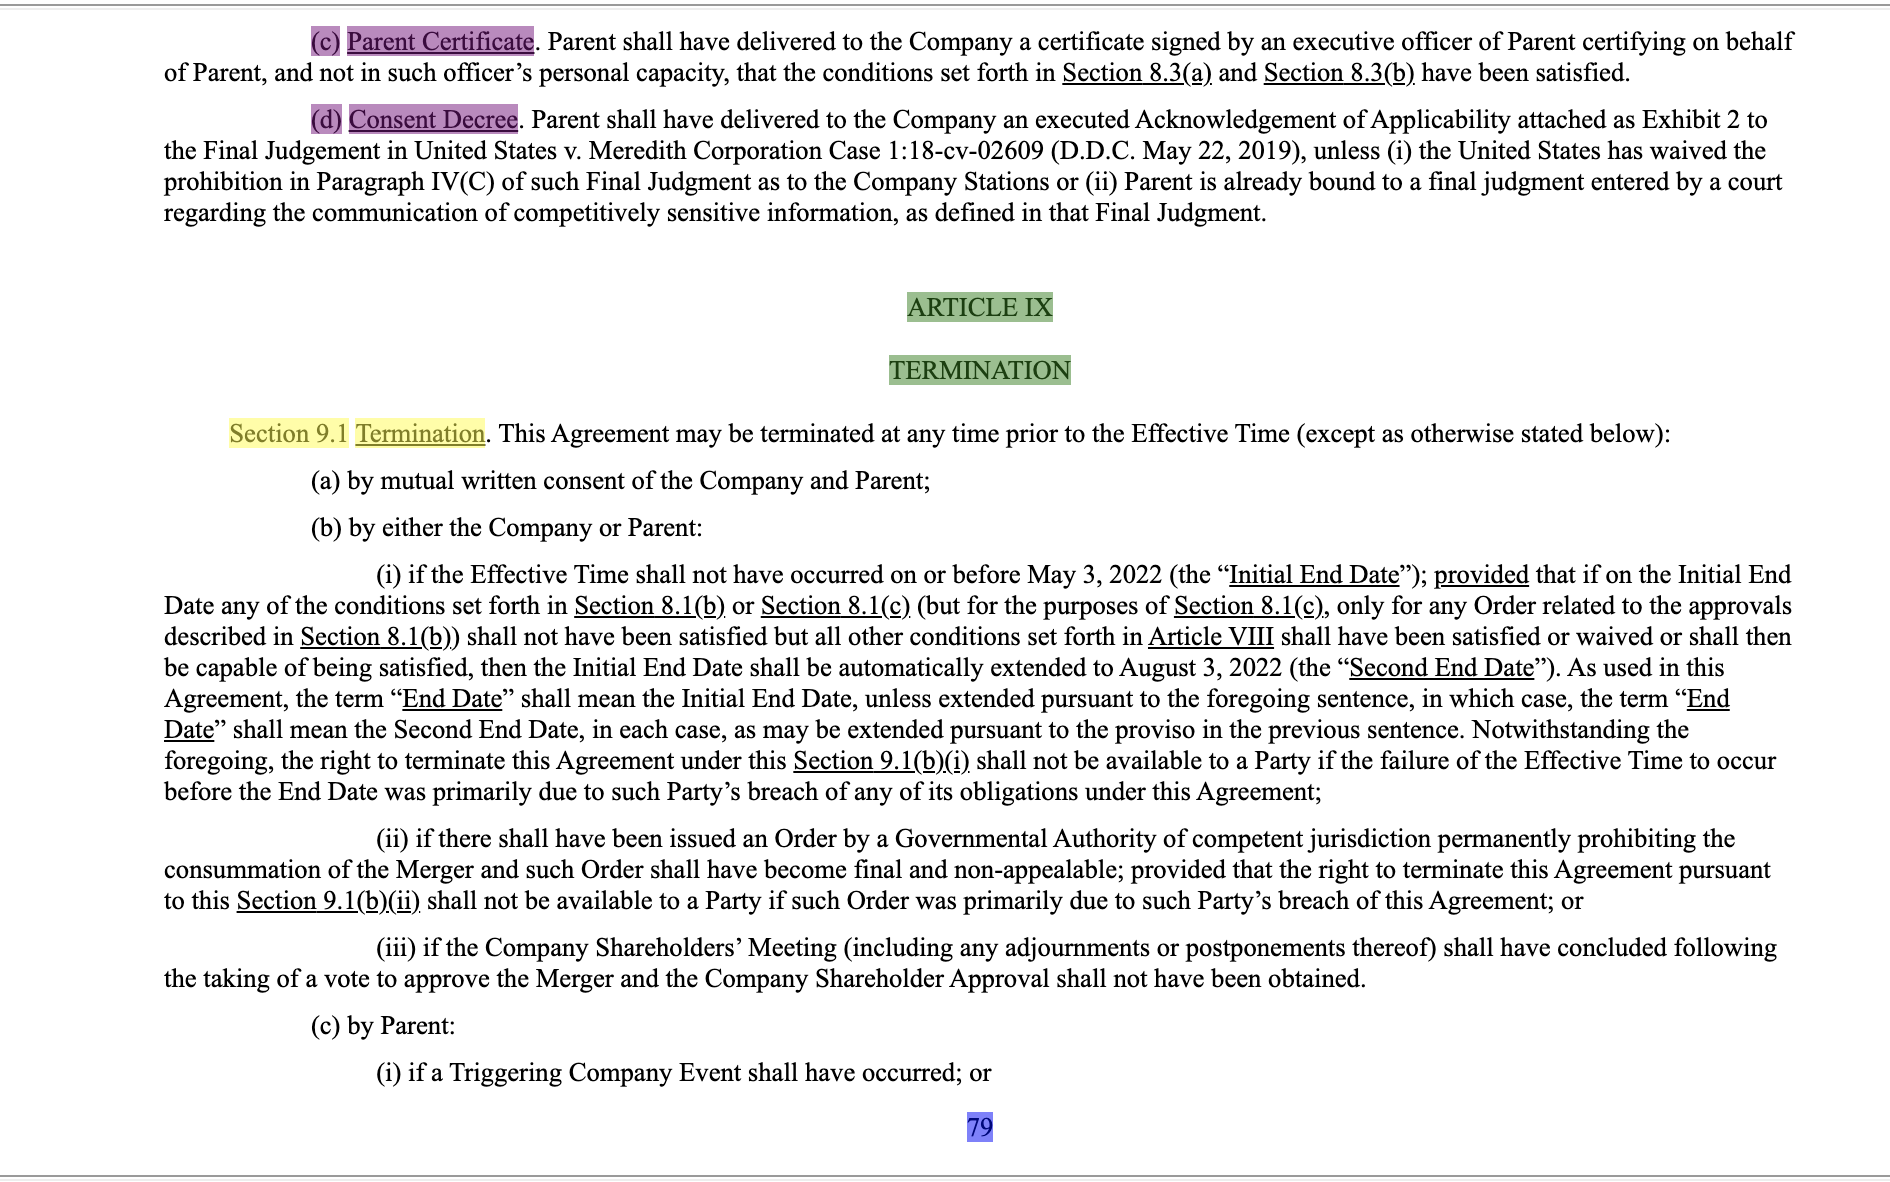 (c) Parent Certificate. Parent shall have delivered to the Company a certificate signed by an executive officer of Parent certifying on behalf
of Parent, and not in such officer’s personal capacity, that the conditions set forth in Section 8.3(a) and Section 8.3(b) have been satisfied.
(d) Consent Decree. Parent shall have delivered to the Company an executed Acknowledgement of Applicability attached as Exhibit 2 to
the Final Judgement in United States v. Meredith Corporation Case 1:18-cv-02609 (D.D.C. May 22, 2019), unless (i) the United States has waived the
prohibition in Paragraph IV(C) of such Final Judgment as to the Company Stations or (ii) Parent is already bound to a final judgment entered by a court
regarding the communication of competitively sensitive information, as defined in that Final Judgment.
ARTICLE IX
TERMINATION
Section 9.1 Termination. This Agreement may be terminated at any time prior to the Effective Time (except as otherwise stated below):
(a) by mutual written consent of the Company and Parent;
(b) by either the Company or Parent:
(i) if the Effective Time shall not have occurred on or before May 3, 2022 (the “Initial End Date”); provided that if on the Initial End
Date any of the conditions set forth in Section 8.1(b) or Section 8.1(c) (but for the purposes of Section 8.1(c), only for any Order related to the approvals
described in Section 8.1(b)) shall not have been satisfied but all other conditions set forth in Article VIII shall have been satisfied or waived or shall then
be capable of being satisfied, then the Initial End Date shall be automatically extended to August 3, 2022 (the “Second End Date”). As used in this
Agreement, the term “End Date” shall mean the Initial End Date, unless extended pursuant to the foregoing sentence, in which case, the term “End
Date” shall mean the Second End Date, in each case, as may be extended pursuant to the proviso in the previous sentence. Notwithstanding the
foregoing, the right to terminate this Agreement under this Section 9.1(b)(i) shall not be available to a Party if the failure of the Effective Time to occur
before the End Date was primarily due to such Party’s breach of any of its obligations under this Agreement;
(ii) if there shall have been issued an Order by a Governmental Authority of competent jurisdiction permanently prohibiting the
consummation of the Merger and such Order shall have become final and non-appealable; provided that the right to terminate this Agreement pursuant
to this Section 9.1(b)(ii) shall not be available to a Party if such Order was primarily due to such Party’s breach of this Agreement; or
(iii) if the Company Shareholders’ Meeting (including any adjournments or postponements thereof) shall have concluded following
the taking of a vote to approve the Merger and the Company Shareholder Approval shall not have been obtained.
(c) by Parent:
(i) if a Triggering Company Event shall have occurred; or
79